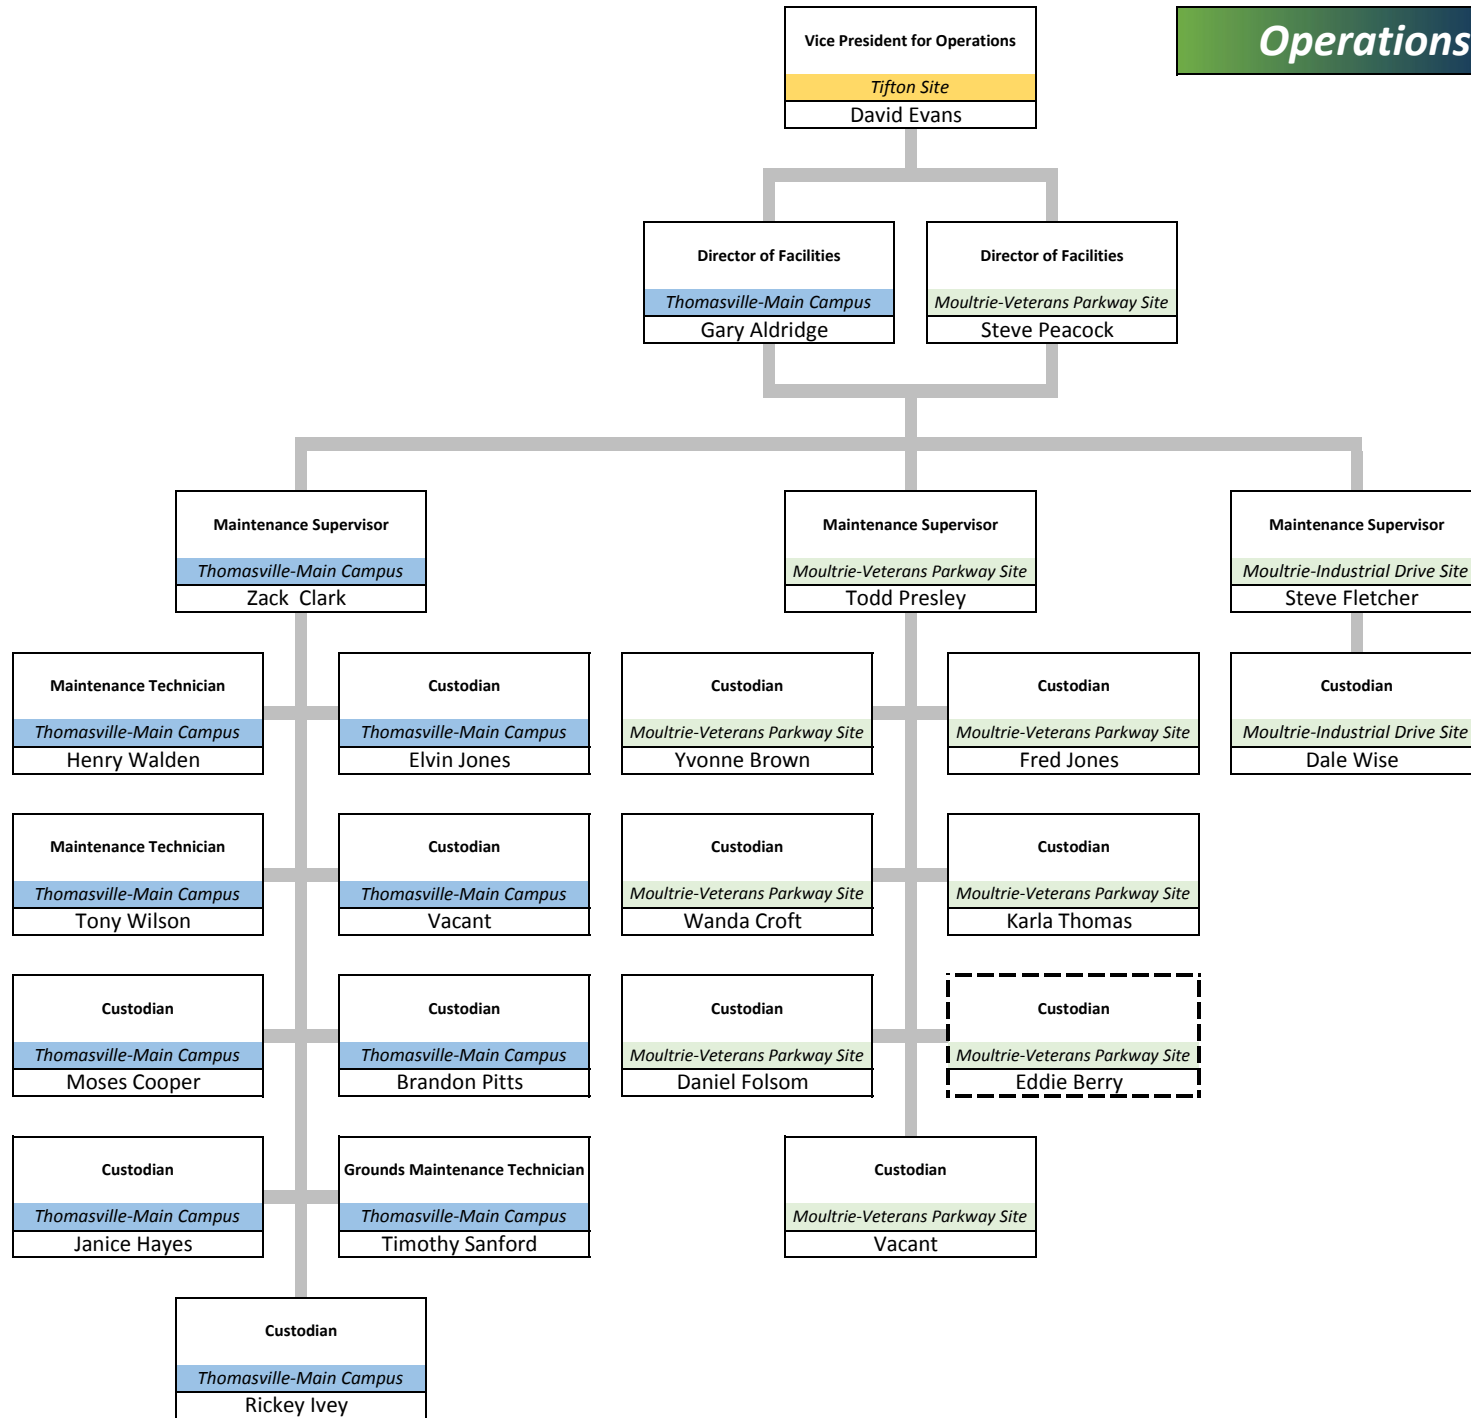 Operations
Vice President for Operations
Tifton Site
David Evans
Director of Facilities
Thomasville-Main Campus
Gary Aldridge
Director of Facilities
Moultrie-Veterans Parkway Site
Steve Peacock
Maintenance Supervisor
Thomasville-Main Campus
Zack  Clark
Maintenance Supervisor
Moultrie-Veterans Parkway Site
Todd Presley
Maintenance Supervisor
Moultrie-Industrial Drive Site
Steve Fletcher
Maintenance Technician
Thomasville-Main Campus
Henry Walden
Custodian
Thomasville-Main Campus
Elvin Jones
Custodian
Moultrie-Veterans Parkway Site
Yvonne Brown
Custodian
Moultrie-Veterans Parkway Site
Fred Jones
Custodian
Moultrie-Industrial Drive Site
Dale Wise
Maintenance Technician
Thomasville-Main Campus
Tony Wilson
Custodian
Thomasville-Main Campus
Vacant
Custodian
Moultrie-Veterans Parkway Site
Wanda Croft
Custodian
Moultrie-Veterans Parkway Site
Karla Thomas
Custodian
Thomasville-Main Campus
Moses Cooper
Custodian
Thomasville-Main Campus
Brandon Pitts
Custodian
Moultrie-Veterans Parkway Site
Daniel Folsom
Custodian
Moultrie-Veterans Parkway Site
Eddie Berry
Custodian
Thomasville-Main Campus
Janice Hayes
Grounds Maintenance Technician
Thomasville-Main Campus
Timothy Sanford
Custodian
Moultrie-Veterans Parkway Site
Vacant
Custodian
Thomasville-Main Campus
Rickey Ivey